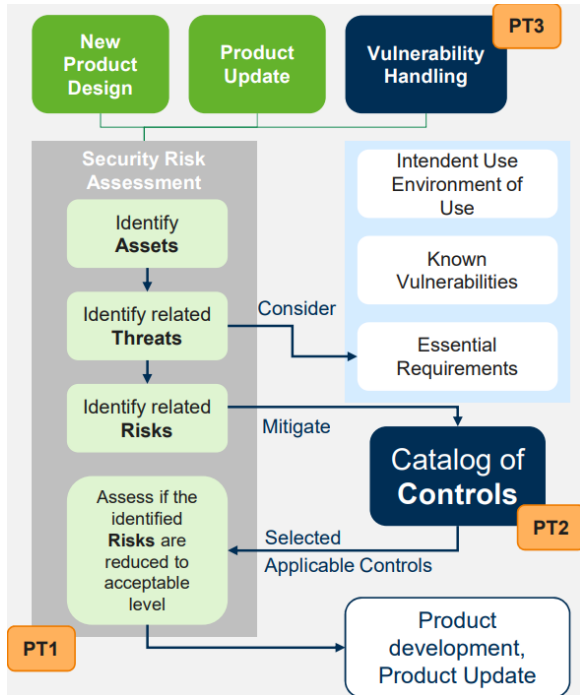 New
Product
Design
Product
Update
Vulnerability
Handling
PT3
Security Risk
Assessment
Identify
Assets
Identify related
Threats
Identify related
Risks
Assess if the
identified
Risks are
reduced to
acceptable
level
PT1
Consider
Intendent Use
Environment of
Use
Known
Vulnerabilities
Essential
Requirements
Mitigate
Catalog of
Controls
PT2
Selected
Applicable Controls
Product
development,
Product Update